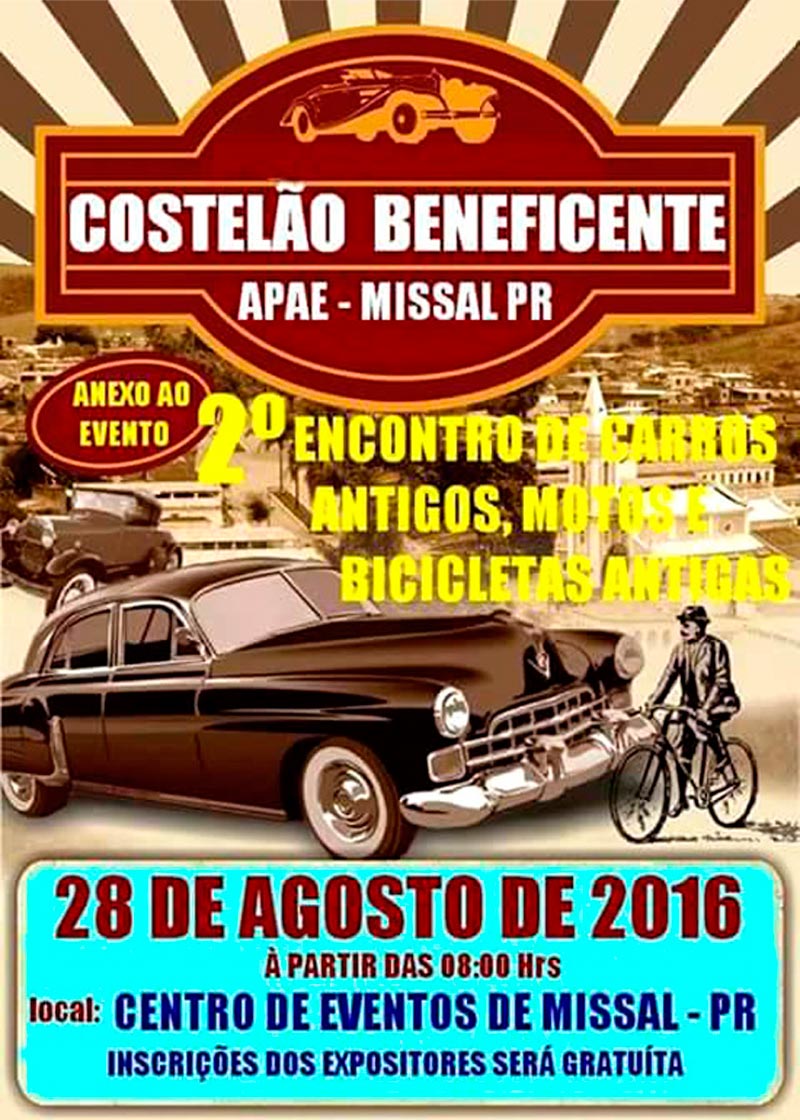 COSTELÃO BENEFICENTE
APAE - MISSAL PR
ANEXO AO
EVENTO
2º ENCONTRO DE CARROS
ANTIGOS, MOTOS E
BICICLETAS ANTIGAS
28 DE AGOSTO DE 2016
À PARTIR DAS 08:00 Hrs
local: CENTRO DE EVENTOS DE MISSAL - PR
INSCRIÇÕES DOS EXPOSITORES SERÁ GRATUÍTA